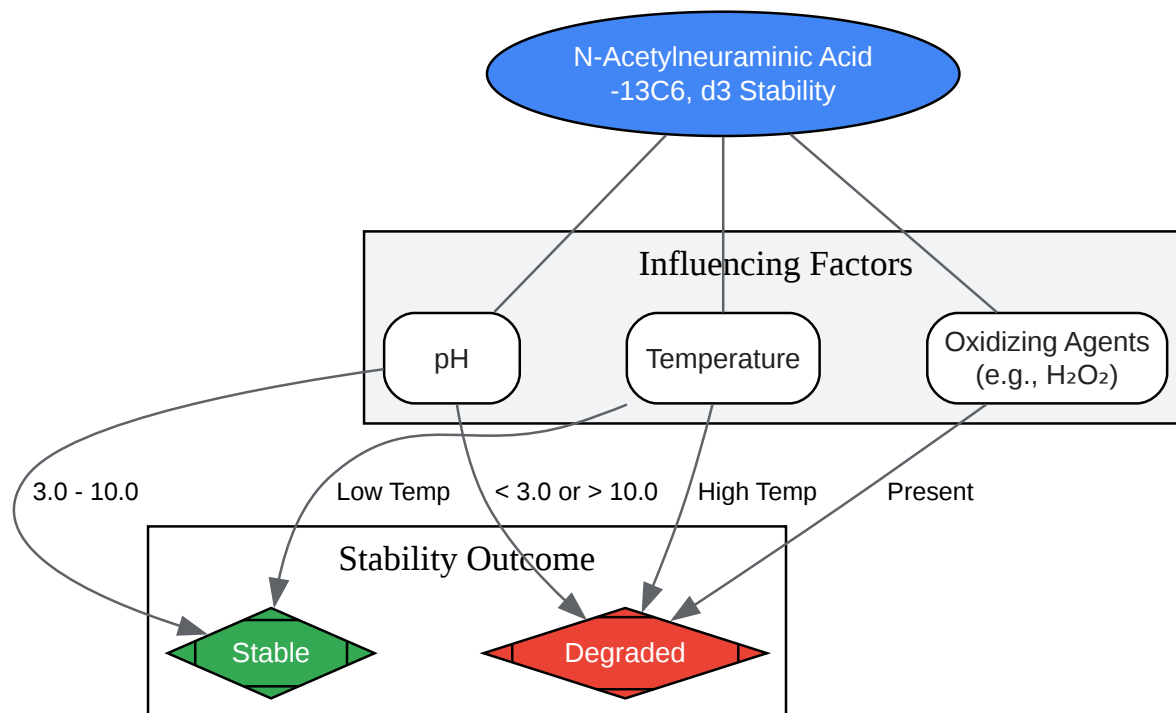 N-Acetylneuraminic Acid
-13C6, d3 Stability
Influencing Factors
pH
Temperature
Oxidizing Agents
(e.g., H₂O₂)
3.0 - 10.0
Low Temp
< 3.0 or > 10.0
High Temp
Present
Stability Outcome
Stable
Degraded